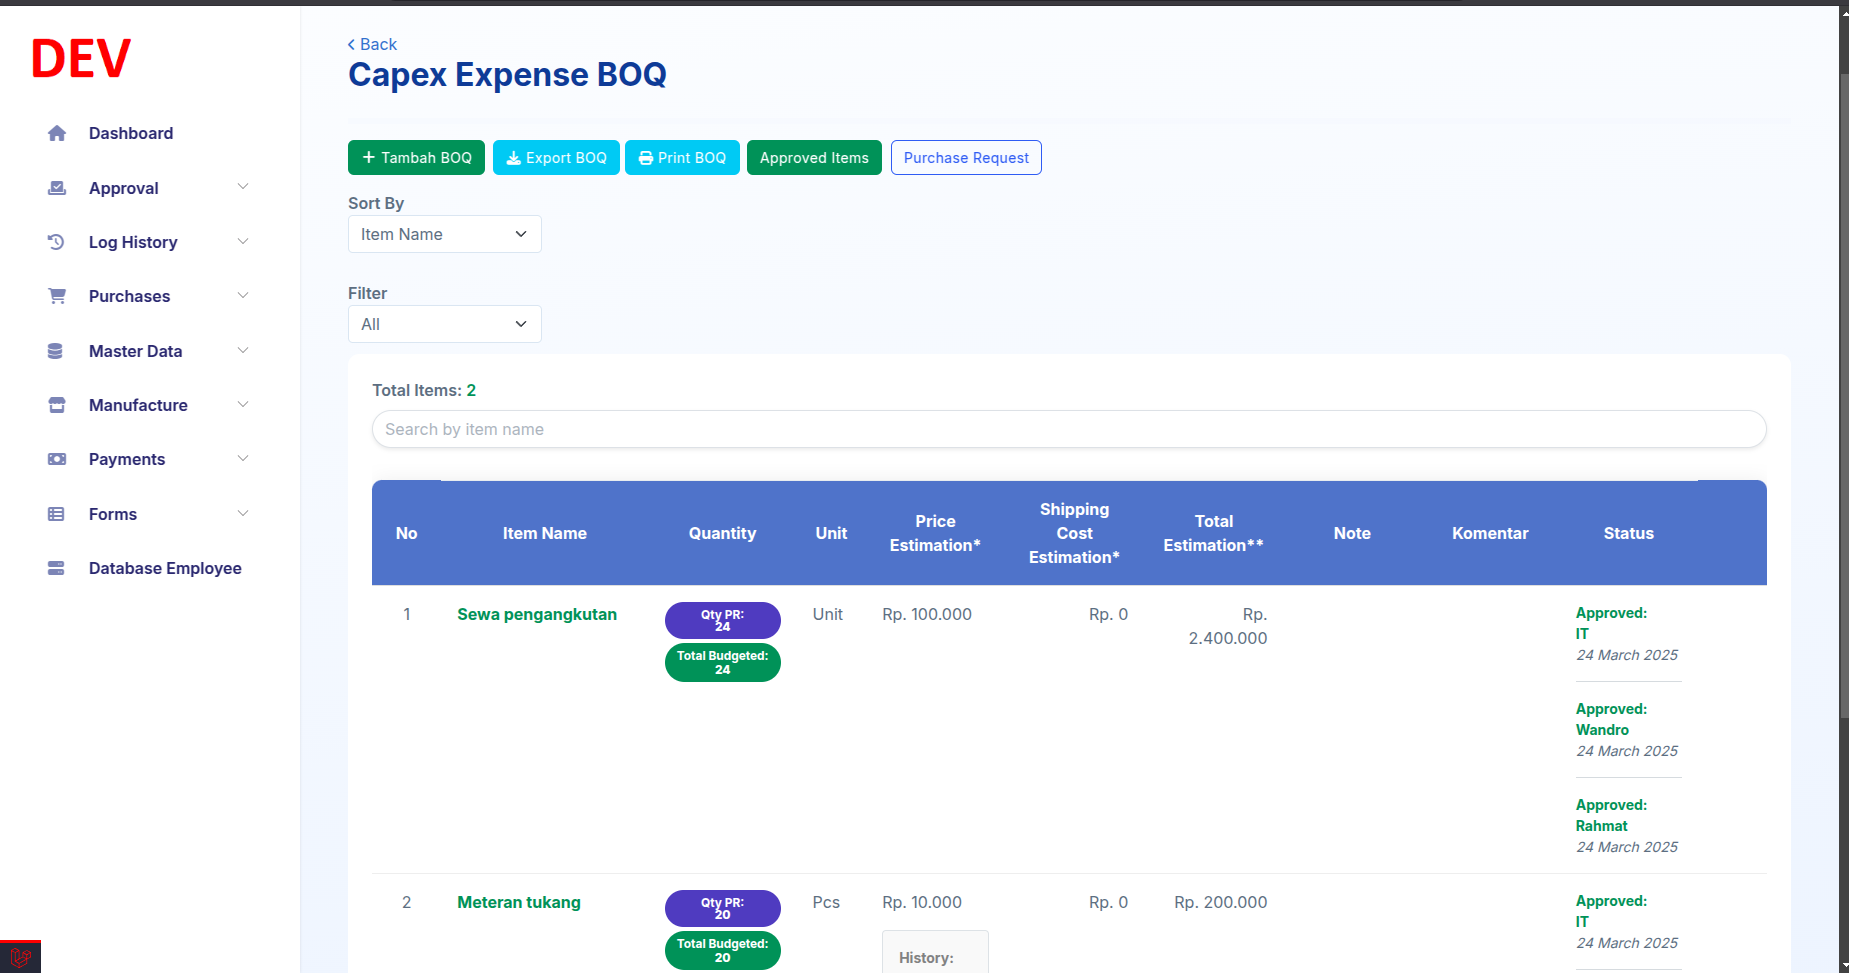 DEV
Dashboard
Approval
Log History
Purchases
Master Data
Manufacture
Payments
Forms
Database Employee
Back
Capex Expense BOQ
Tambah BOQ
Export BOQ
Print BOQ
Approved Items
Purchase Request
Sort By
Item Name
Filter
All
Total Items: 2
Search by item name
No
Item Name
Quantity
Unit
Price
Estimation*
Shipping
Cost
Estimation*
Total
Estimation**
Note
Komentar
Status
1
Sewa pengangkutan
Qty PR:
24
Total Budgeted:
24
Unit
Rp. 100.000
Rp. 0
Rp.
2.400.000
Approved:
IT
24 March 2025
Approved:
Wandro
24 March 2025
Approved:
Rahmat
24 March 2025
2
Meteran tukang
Qty PR:
20
Total Budgeted:
20
Pcs
Rp. 10.000
History:
Rp. 0
Rp. 200.000
Approved:
IT
24 March 2025